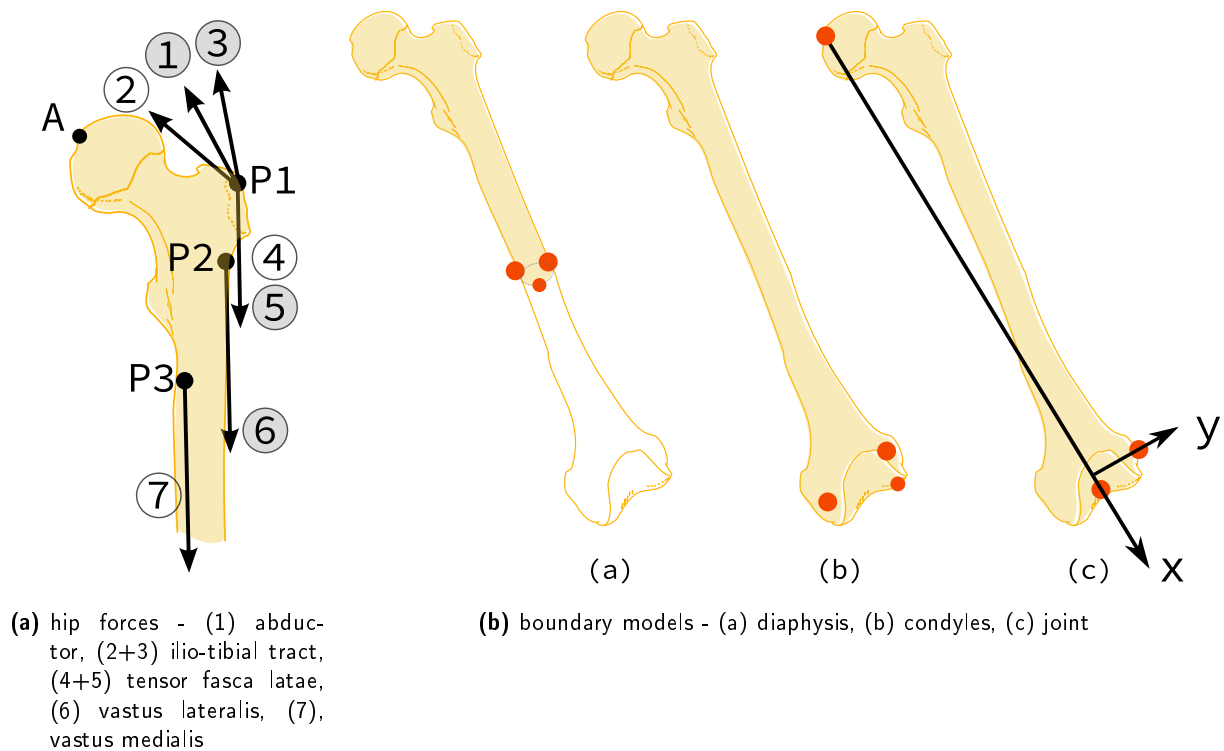 A
1
2
3
P1
P2
4
5
P3
6
7
y
x
(a)
(b)
(c)
(a) hip forces - (1) abduc-
tor, (2+3) ilio-tibial tract,
(4+5) tensor fasca latae,
(6) vastus lateralis, (7),
vastus medialis
(b) boundary models - (a) diaphysis, (b) condyles, (c) joint